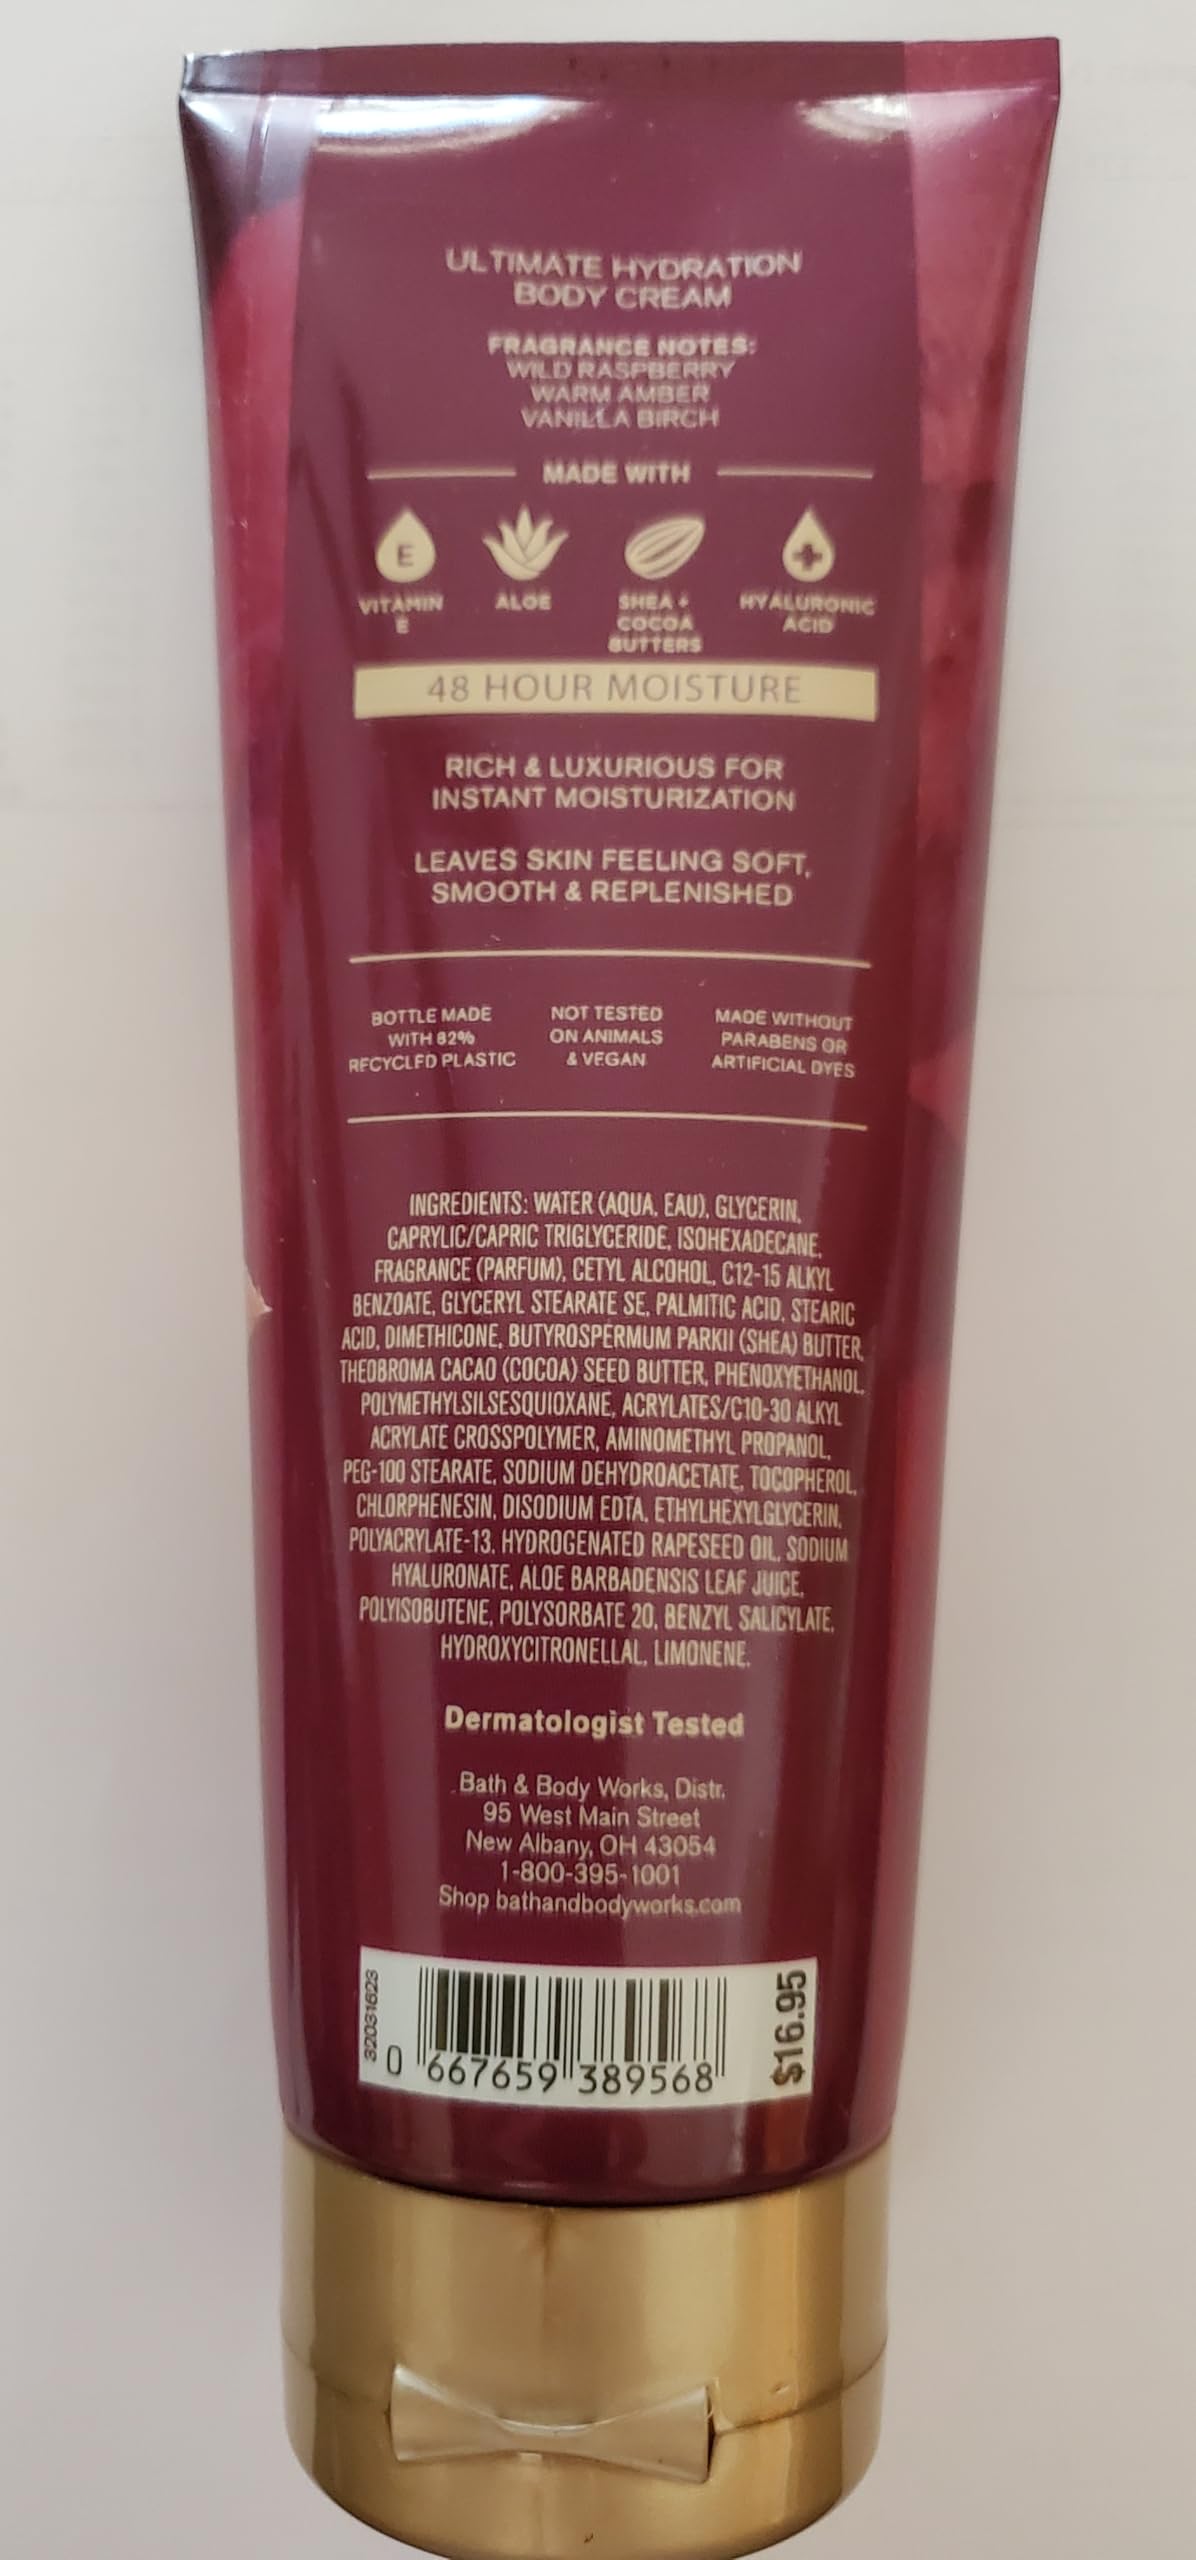 ULTIMATE HYDRATION
BODY CREAM
FRAGRANCE NOTES:
WILD RASPBERRY
WARM AMBER
VANILLA BIRCH
MADE WITH
E
VITAMIN
E
ALOE
SHEA +
COCOA
BUTTERS
HYALURONIC
ACID
48 HOUR MOISTURE
RICH & LUXURIOUS FOR
INSTANT MOISTURIZATION
LEAVES SKIN FEELING SOFT,
SMOOTH & REPLENISHED
BOTTLE MADE
WITH 82%
RECYCLED PLASTIC
NOT TESTED
ON ANIMALS
& VEGAN
MADE WITHOUT
PARABENS OR
ARTIFICIAL DYES
INGREDIENTS: WATER (AQUA, EAU), GLYCERIN,
CAPRYLIC/CAPRIC TRIGLYCERIDE, ISOHEXADECANE,
FRAGRANCE (PARFUM), CETYL ALCOHOL, C12-15 ALKYL
BENZOATE, GLYCERYL STEARATE SE, PALMITIC ACID, STEARIC
ACID, DIMETHICONE, BUTYROSPERMUM PARKII (SHEA) BUTTER,
THEOBROMA CACAO (COCOA) SEED BUTTER, PHENOXYETHANOL,
POLYMETHYLSILSESQUIOXANE, ACRYLATES/C10-30 ALKYL
ACRYLATE CROSSPOLYMER, AMINOMETHYL PROPANOL,
PEG-100 STEARATE, SODIUM DEHYDROACETATE, TOCOPHEROL,
CHLORPHENESIN, DISODIUM EDTA, ETHYLHEXYLGLYCERIN,
POLYACRYLATE-13, HYDROGENATED RAPESEED OIL, SODIUM
HYALURONATE, ALOE BARBADENSIS LEAF JUICE,
POLYISOBUTENE, POLYSORBATE 20, BENZYL SALICYLATE,
HYDROXYCITRONELLAL, LIMONENE.
Dermatologist Tested
Bath & Body Works, Distr.
95 West Main Street
New Albany, OH 43054
1-800-395-1001
Shop bathandbodyworks.com
32031623
0 667659 389568
$16.95